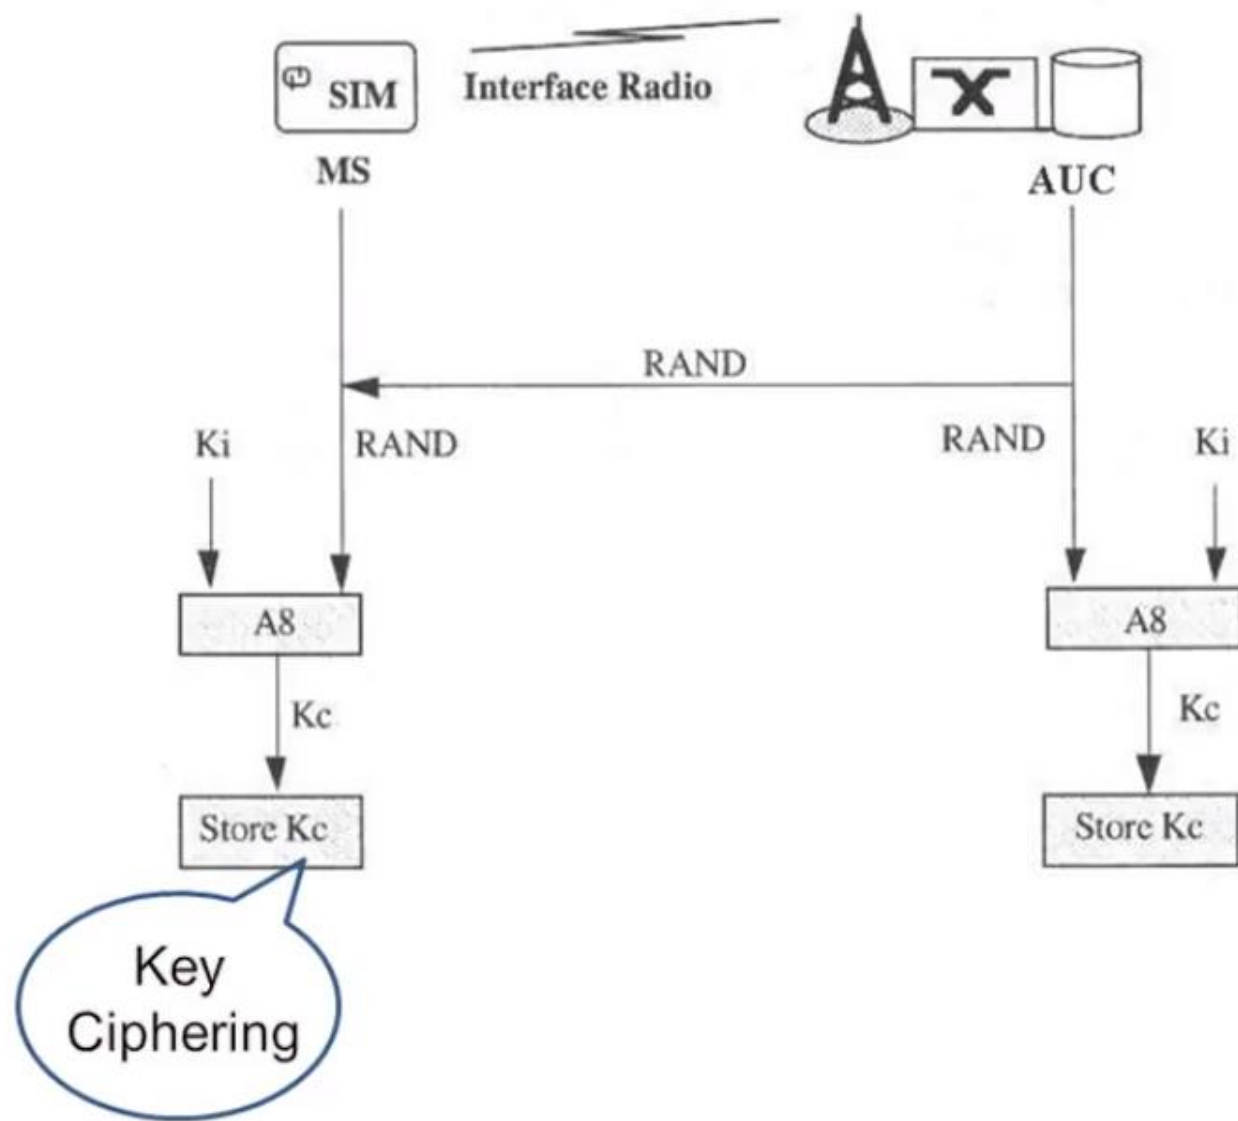 SIM
Interface Radio
MS
AUC
RAND
Ki
RAND
RAND
Ki
A8
A8
Kc
Kc
Store Kc
Store Kc
Key
Ciphering